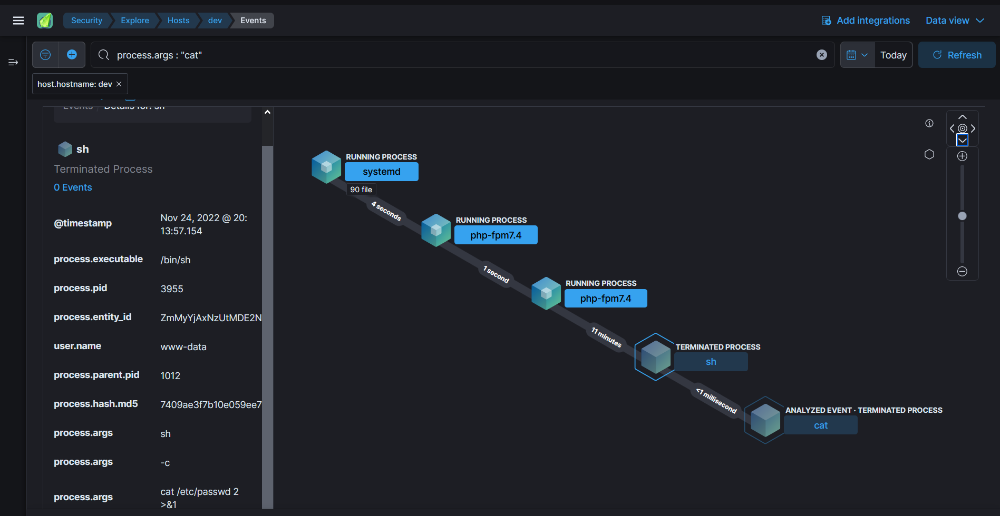 Security
Explore
Hosts
dev
Events
Add integrations
Data view
process.args : "cat"
Today
Refresh
host.hostname: dev
Events / Details for: sh
sh
Terminated Process
0 Events
@timestamp
Nov 24, 2022 @ 20:
13:57.154
process.executable
/bin/sh
process.pid
3955
process.entity_id
ZmMyYjAxNzUtMDE2N
user.name
www-data
process.parent.pid
1012
process.hash.md5
7409ae3f7b10e059ee7
process.args
sh
process.args
-c
process.args
cat /etc/passwd 2
>&1
RUNNING PROCESS
systemd
90 file
4 seconds
RUNNING PROCESS
php-fpm7.4
1 second
RUNNING PROCESS
php-fpm7.4
11 minutes
TERMINATED PROCESS
sh
<1 millisecond
ANALYZED EVENT · TERMINATED PROCESS
cat